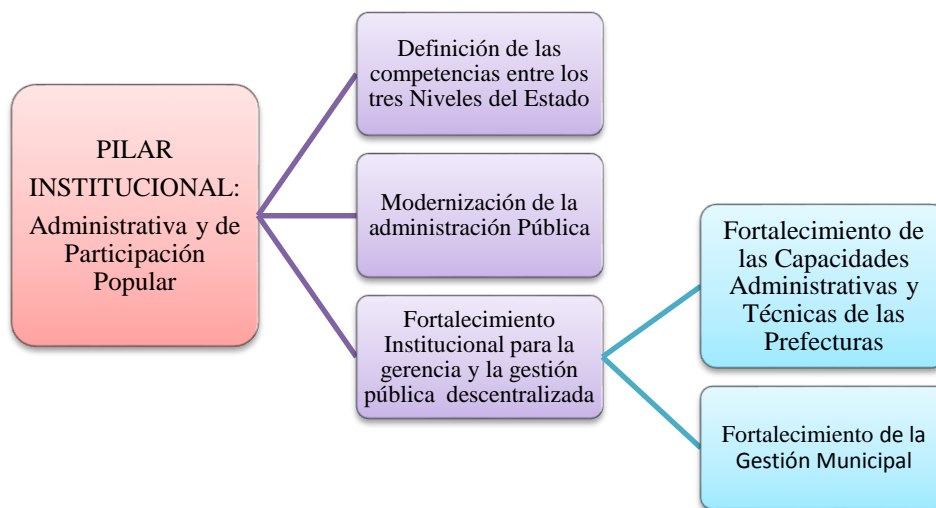 PILAR
INSTITUCIONAL:
Administrativa y de
Participación
Popular
Definición de las
competencias entre los
tres Niveles del Estado
Modernización de la
administración Pública
Fortalecimiento
Institucional para la
gerencia y la gestión
pública descentralizada
Fortalecimiento de
las Capacidades
Administrativas y
Técnicas de las
Prefecturas
Fortalecimiento de la
Gestión Municipal